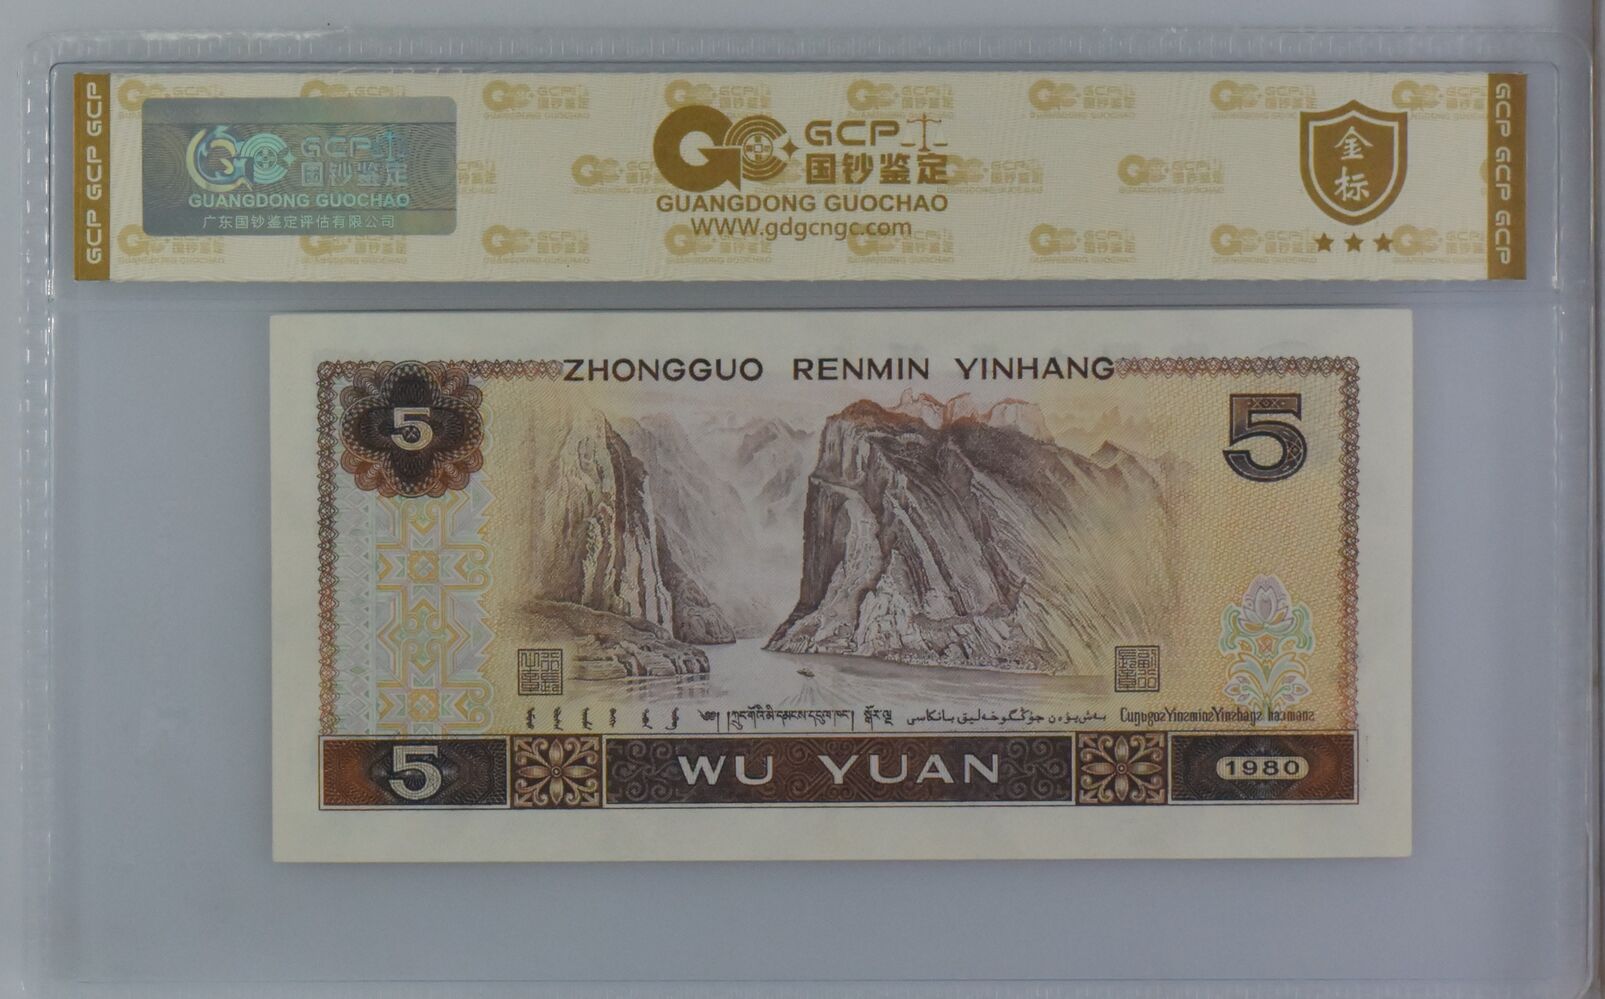 GCP GCP GCP
GCP
国钞鉴定
GUANGDONG GUOCHAO
广东国钞鉴定评估有限公司
GCP
国钞鉴定
GUANGDONG GUOCHAO
WWW.gdgcngc.com
金
标
GCP GCP GCP
ZHONGGUO RENMIN YINHANG
5
5
5
WU YUAN
1980